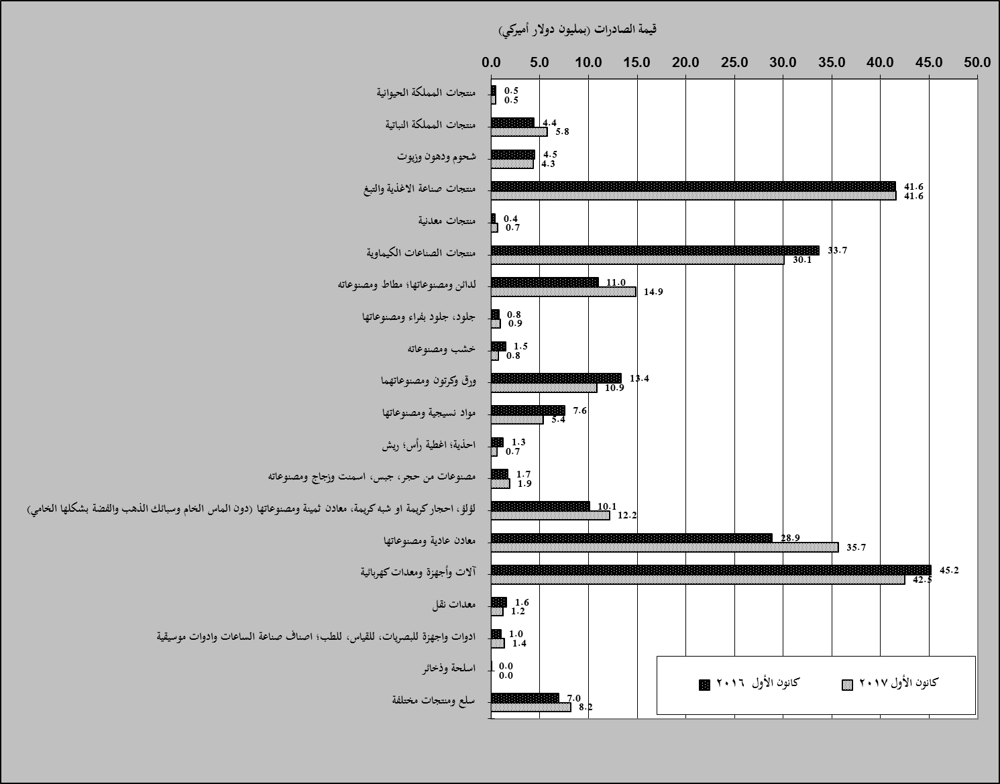 قيمة الصادرات (بمليون دولار أميركي)
0.0 5.0 10.0 15.0 20.0 25.0 30.0 35.0 40.0 45.0 50.0
منتجات المملكة الحيوانية
0.5
0.5
منتجات المملكة النباتية
4.4
5.8
شحوم ودهون وزيوت
4.5
4.3
منتجات صناعة الاغذية والتبغ
41.6
41.6
منتجات معدنية
0.4
0.7
منتجات الصناعات الكيماوية
33.7
30.1
لدائن ومصنوعاتها؛ مطاط ومصنوعاته
11.0
14.9
جلود، جلود بفراء ومصنوعاتها
0.8
0.9
خشب ومصنوعاته
1.5
0.8
ورق وكرتون ومصنوعاتهما
13.4
10.9
مواد نسيجية ومصنوعاتها
7.6
5.4
احذية؛ اغطية رأس؛ ريش
1.3
0.7
مصنوعات من حجر، جبس، اسمنت وزجاج ومصنوعاته
1.7
1.9
لؤلؤ، احجار كريمة او شبه كريمة، معادن ثمينة ومصنوعاتها (دون الماس الخام وسبائك الذهب والفضة بشكلها الخامي)
10.1
12.2
معادن عادية ومصنوعاتها
28.9
35.7
آلات وأجهزة ومعدات كهربائية
45.2
42.5
معدات نقل
1.6
1.2
ادوات واجهزة للبصريات، للقياس، للطب؛ اصناف صناعة الساعات وادوات موسيقية
1.0
1.4
اسلحة وذخائر
0.0
0.0
سلع ومنتجات مختلفة
7.0
8.2
كانون الأول ٢٠١٧
كانون الأول ٢٠١٦